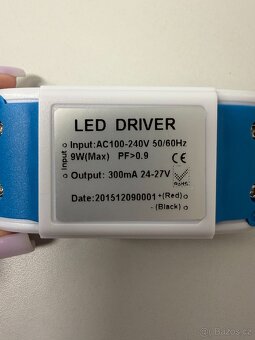 LED DRIVER
Input:AC100-240V 50/60Hz
9W(Max) PF>0.9
Input
CE
Output: 300mA 24-27V
RoHS
Date:201512090001 +(Red)
-(Black)